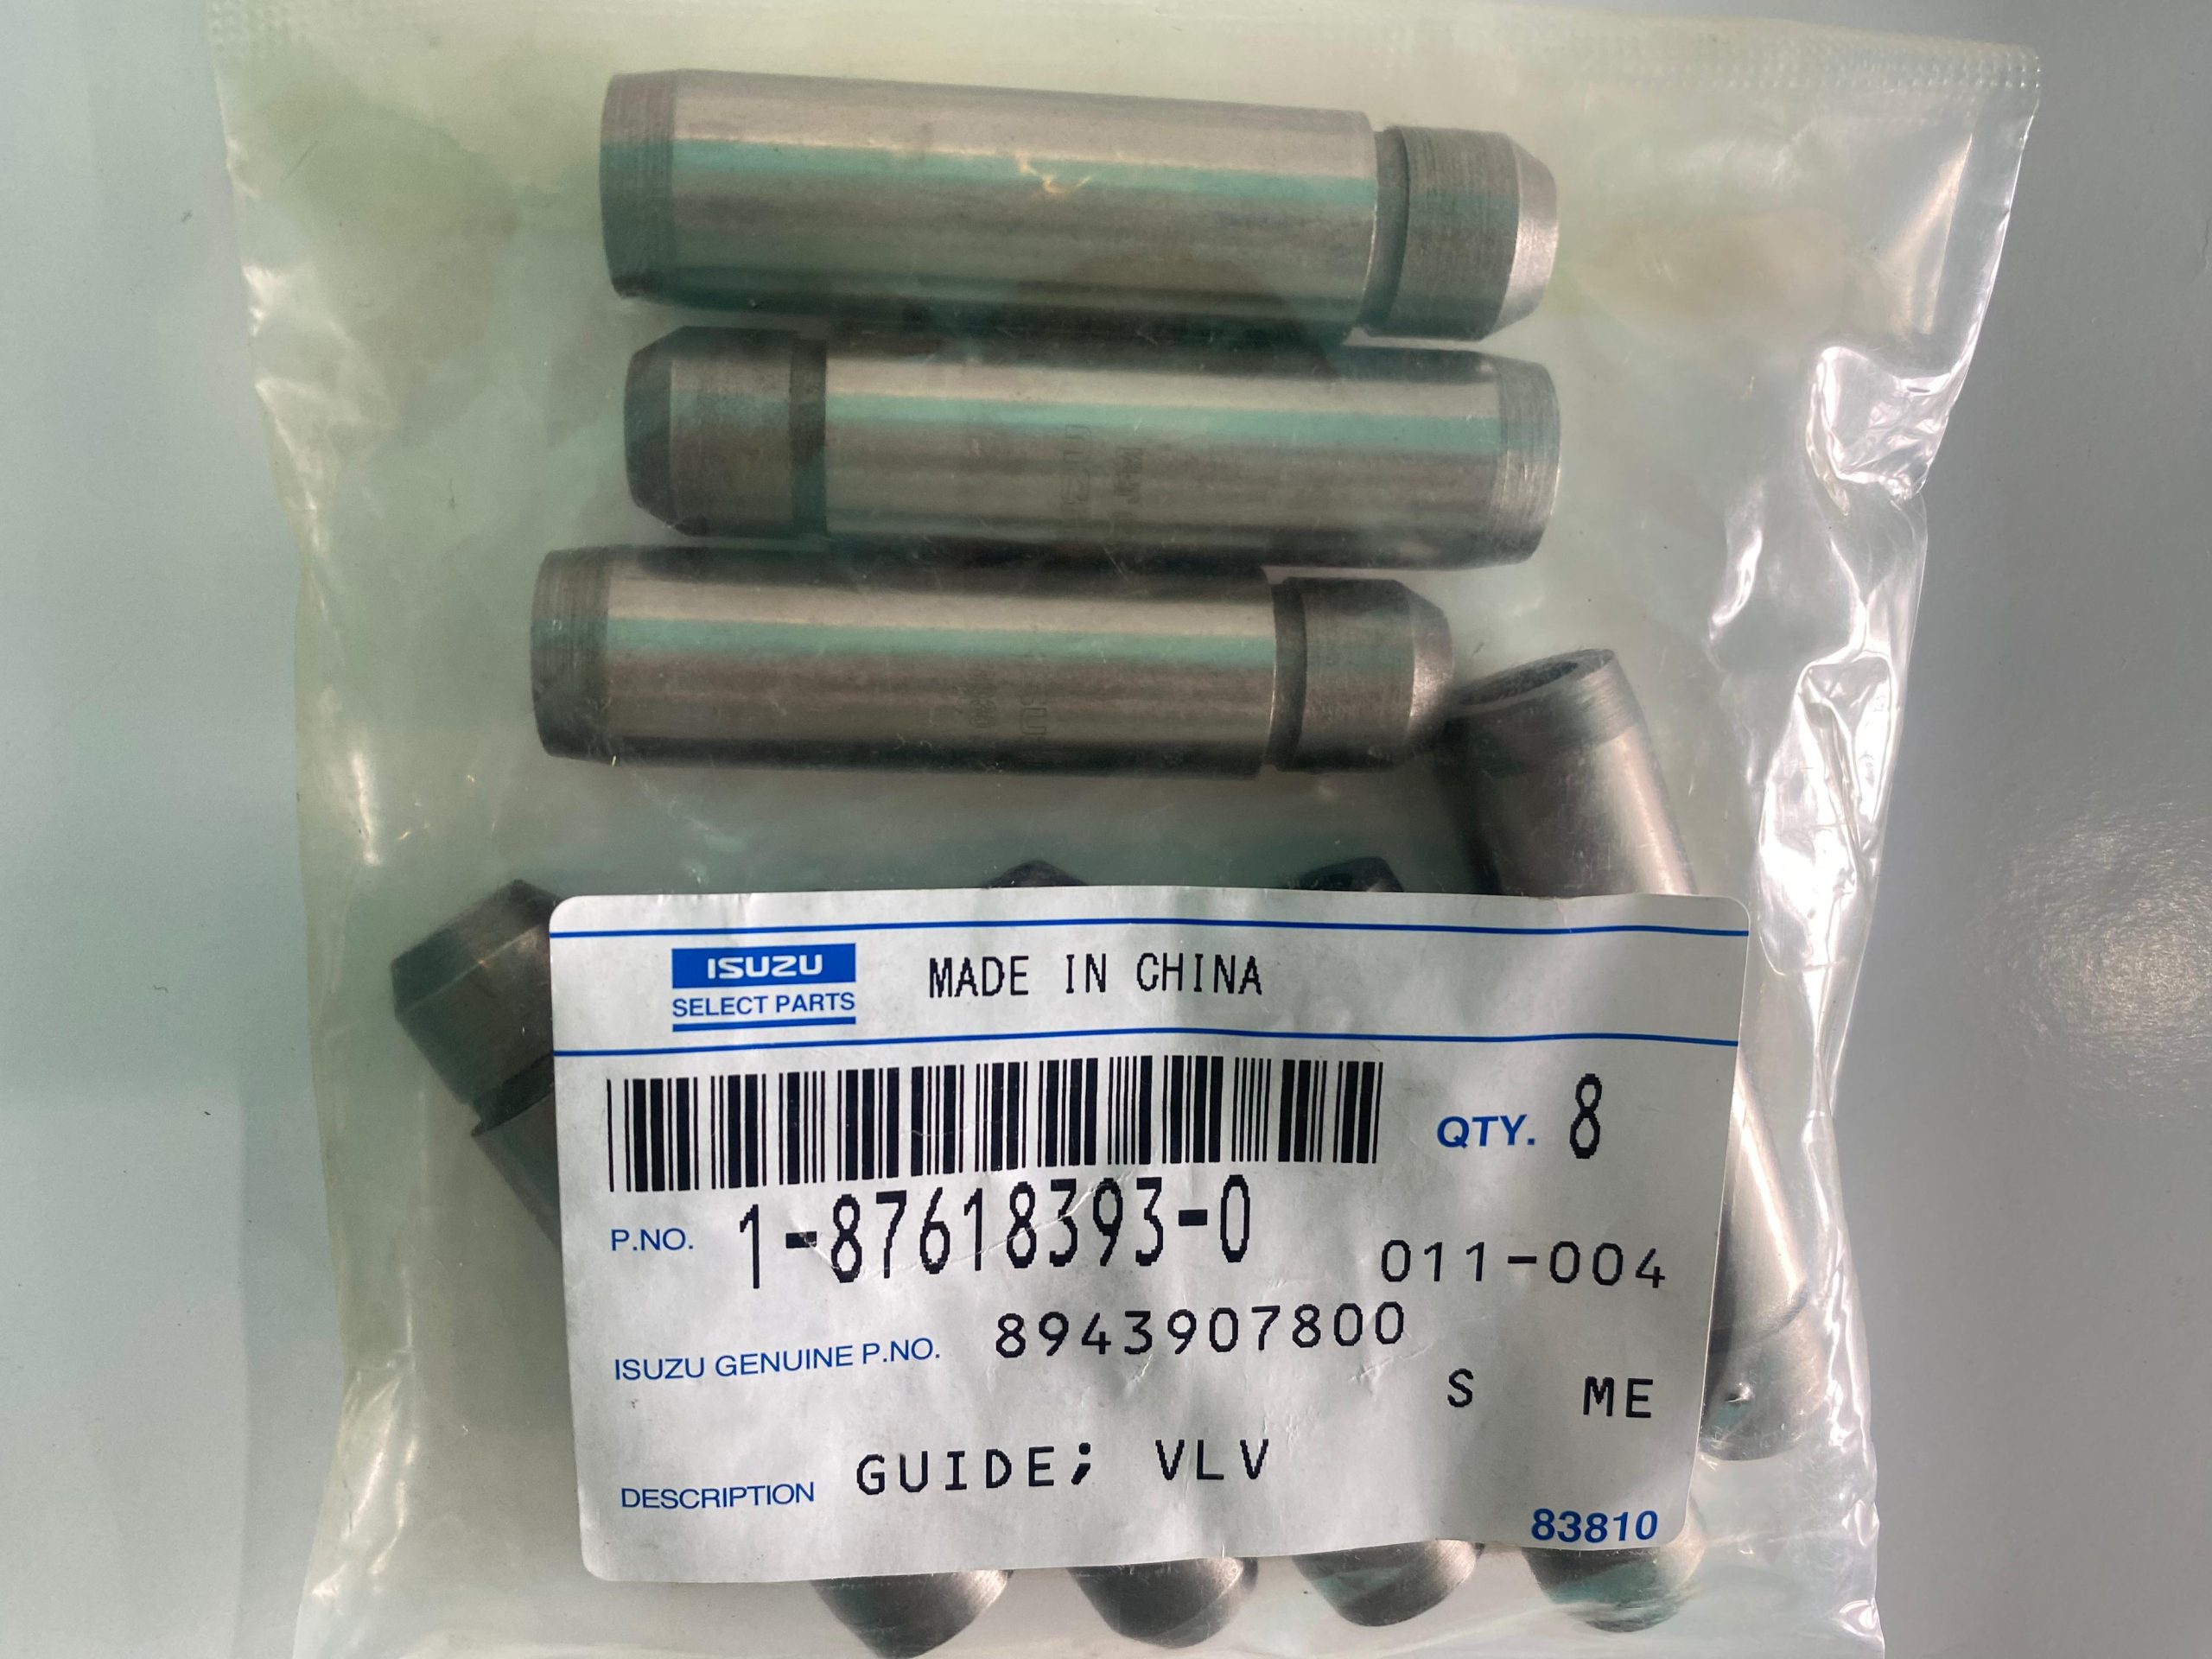 ISUZU
SELECT PARTS
MADE IN CHINA
QTY. 8
P.NO. 1-87618393-0
011-004
ISUZU GENUINE P.NO. 8943907800
S ME
DESCRIPTION GUIDE; VLV
83810